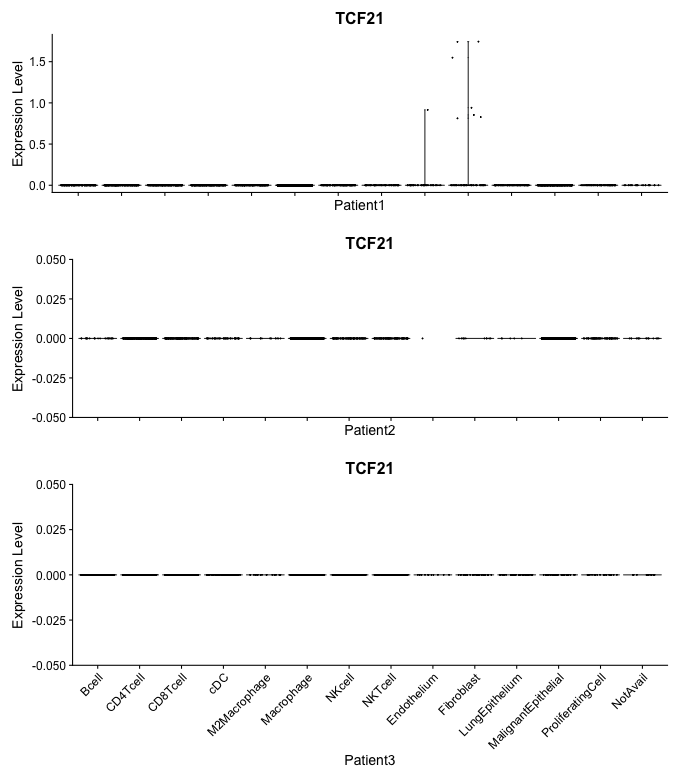 TCF21
Expression Level
1.5
1.0
0.5
0.0
Patient1
TCF21
Expression Level
0.050
0.025
0.000
-0.025
-0.050
Patient2
TCF21
Expression Level
0.050
0.025
0.000
-0.025
-0.050
Bcell
CD4Tcell
CD8Tcell
cDC
M2Macrophage
Macrophage
NKcell
NKTcell
Endothelium
Fibroblast
LungEpithelium
MalignantEpithelial
ProliferatingCell
NotAvail
Patient3